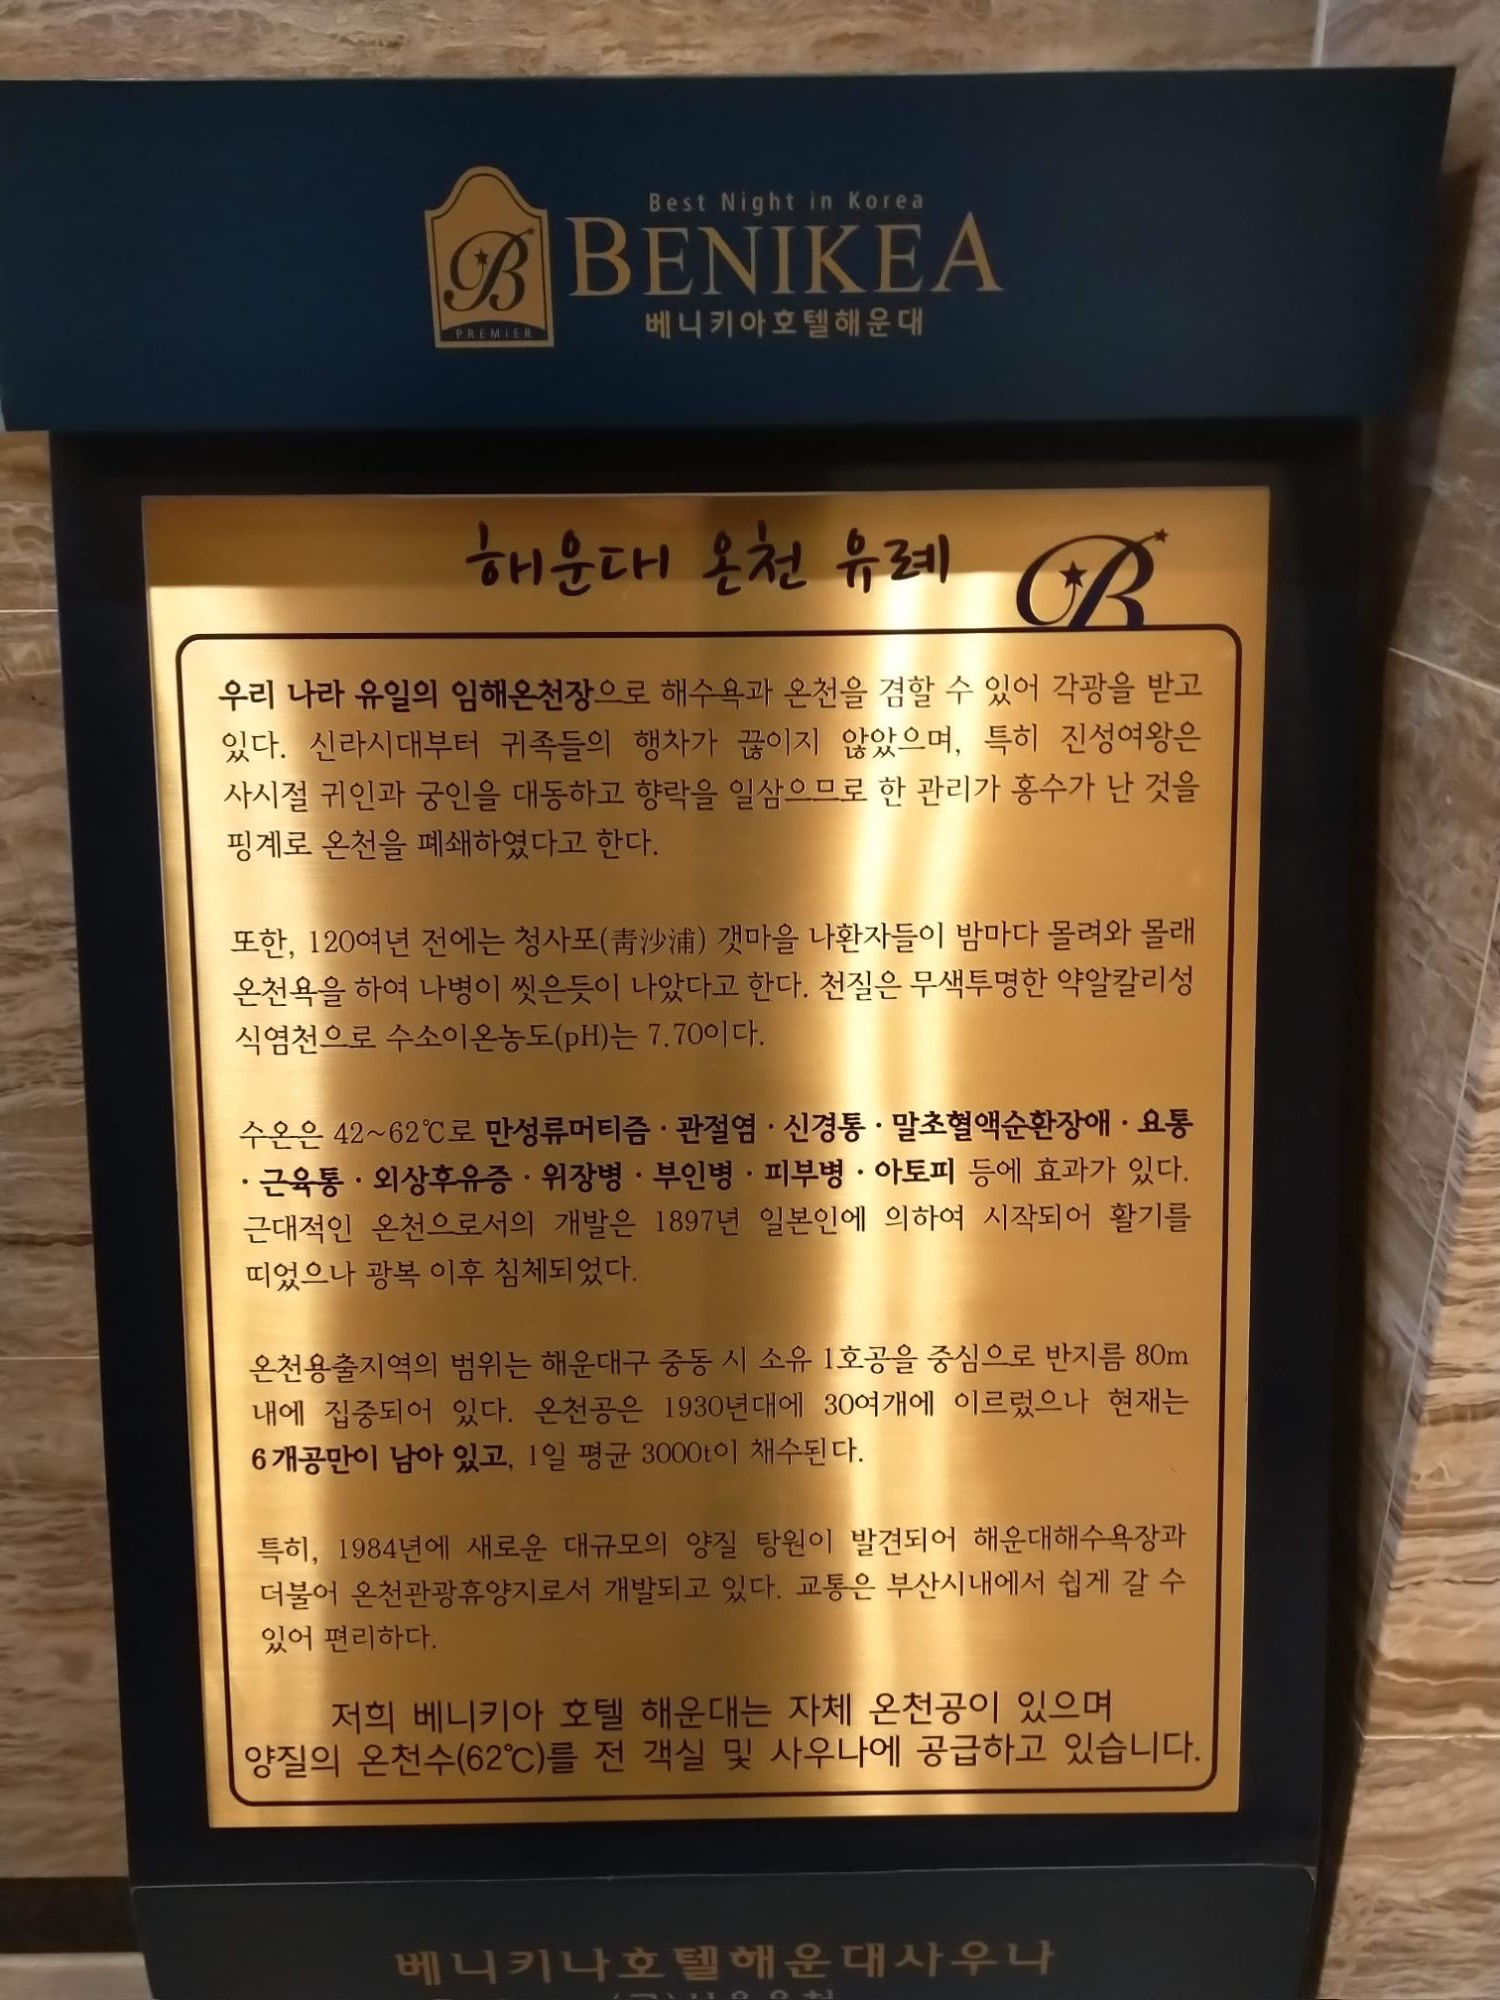 Best Night in Korea
BENIKEA
베니키아호텔해운대
B
PREMIER
해운대 온천 유례
B
우리 나라 유일의 임해온천장으로 해수욕과 온천을 겸할 수 있어 각광을 받고
있다. 신라시대부터 귀족들의 행차가 끊이지 않았으며, 특히 진성여왕은
사시절 귀인과 궁인을 대동하고 향락을 일삼으므로 한 관리가 홍수가 난 것을
핑계로 온천을 폐쇄하였다고 한다.
또한, 120여년 전에는 청사포(靑沙浦) 갯마을 나환자들이 밤마다 몰려와 몰래
온천욕을 하여 나병이 씻은듯이 나았다고 한다. 천질은 무색투명한 약알칼리성
식염천으로 수소이온농도(pH)는 7.70이다.
수온은 42~62℃로 만성류머티즘 · 관절염 · 신경통 · 말초혈액순환장애 · 요통
· 근육통 · 외상후유증 · 위장병 · 부인병 · 피부병 · 아토피 등에 효과가 있다.
근대적인 온천으로서의 개발은 1897년 일본인에 의하여 시작되어 활기를
띠었으나 광복 이후 침체되었다.
온천용출지역의 범위는 해운대구 중동 시 소유 1호공을 중심으로 반지름 80m
내에 집중되어 있다. 온천공은 1930년대에 30여개에 이르렀으나 현재는
6개공만이 남아 있고, 1일 평균 3000t이 채수된다.
특히, 1984년에 새로운 대규모의 양질 탕원이 발견되어 해운대해수욕장과
더불어 온천관광휴양지로서 개발되고 있다. 교통은 부산시내에서 쉽게 갈 수
있어 편리하다.
저희 베니키아 호텔 해운대는 자체 온천공이 있으며
양질의 온천수(62℃)를 전 객실 및 사우나에 공급하고 있습니다.
베니키나호텔해운대사우나